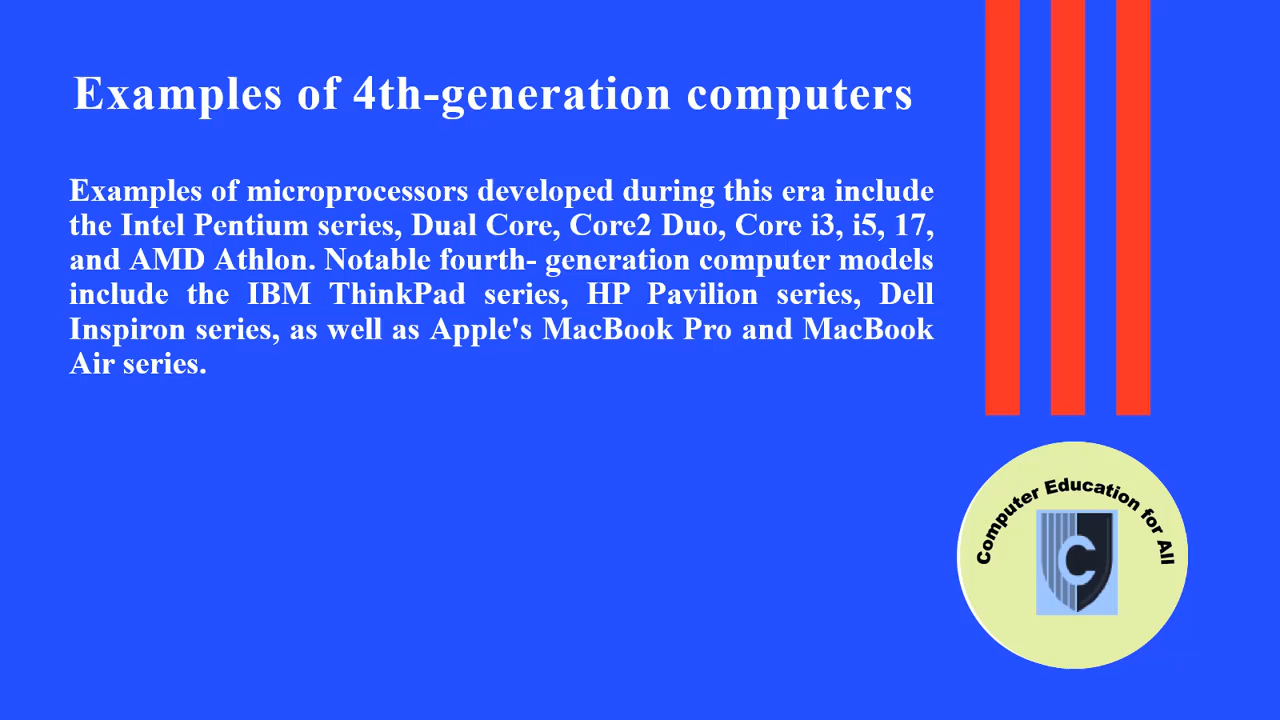 Examples of 4th-generation computers
Examples of microprocessors developed during this era include
the Intel Pentium series, Dual Core, Core2 Duo, Core i3, i5, 17,
and AMD Athlon. Notable fourth- generation computer models
include the IBM ThinkPad series, HP Pavilion series, Dell
Inspiron series, as well as Apple's MacBook Pro and MacBook
Air series.
Computer Education for All
C